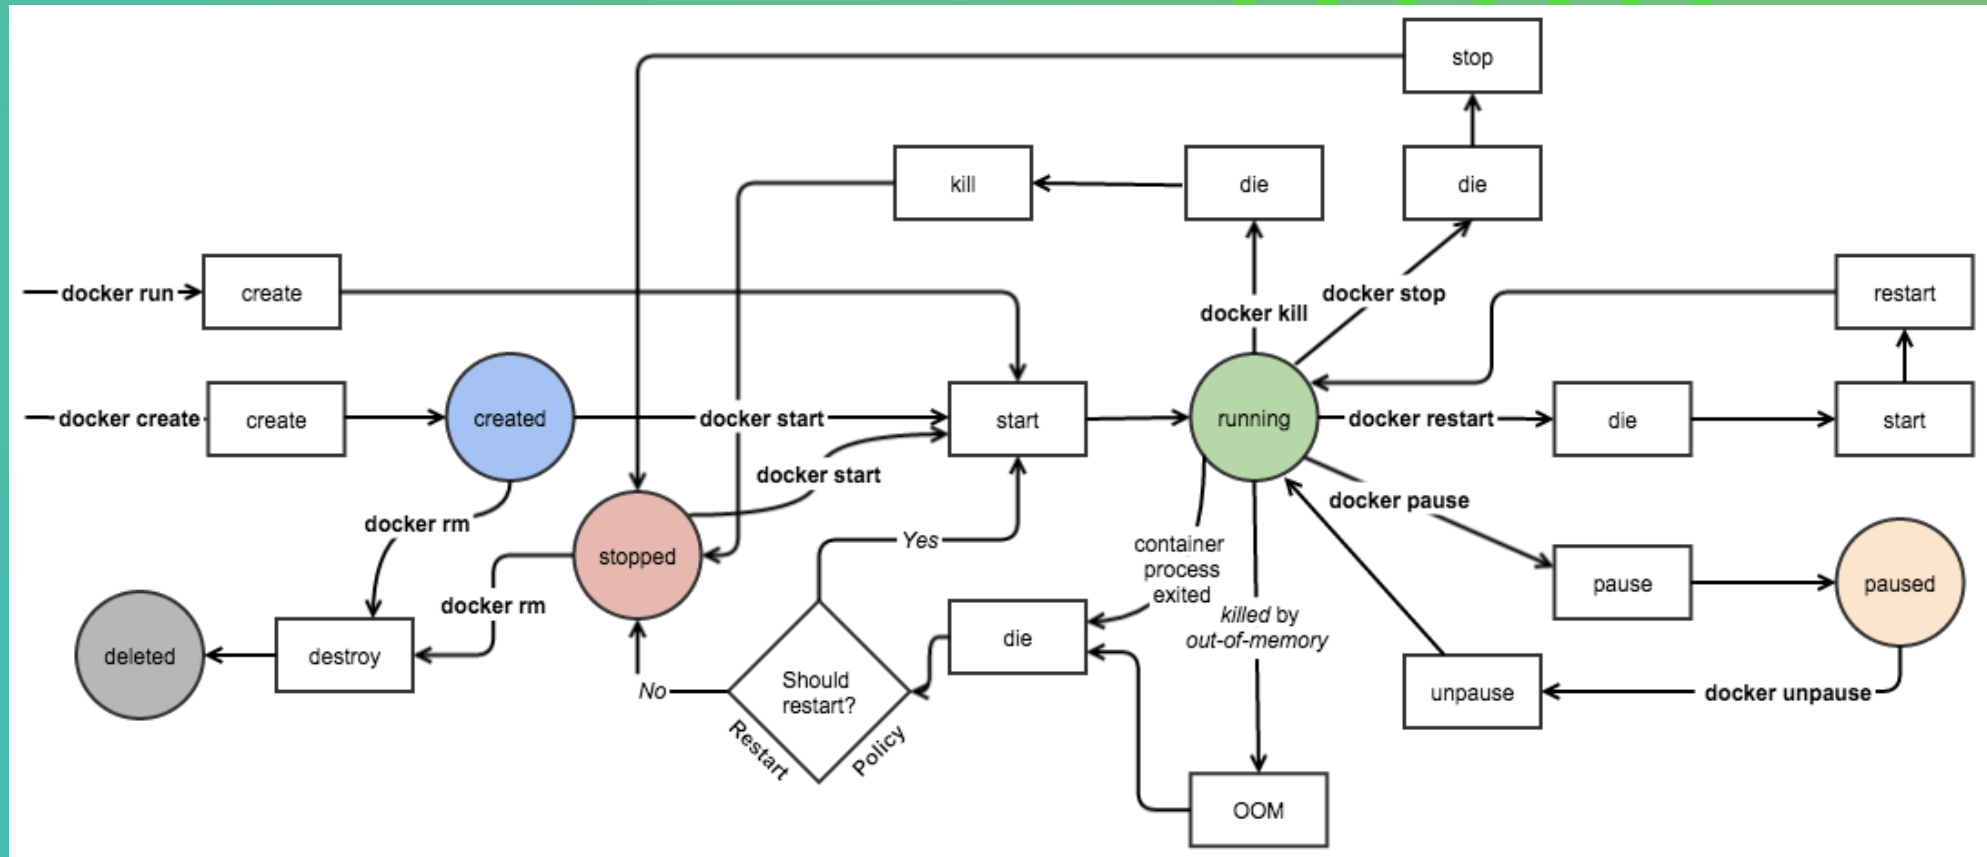 stop
kill
die
die
docker run
create
docker kill
docker stop
restart
docker create
create
created
docker start
start
running
docker restart
die
start
docker start
docker rm
stopped
Yes
docker pause
container
process
exited
pause
paused
docker rm
killed by
out-of-memory
deleted
destroy
die
No
Should
restart?
Restart
Policy
unpause
docker unpause
OOM